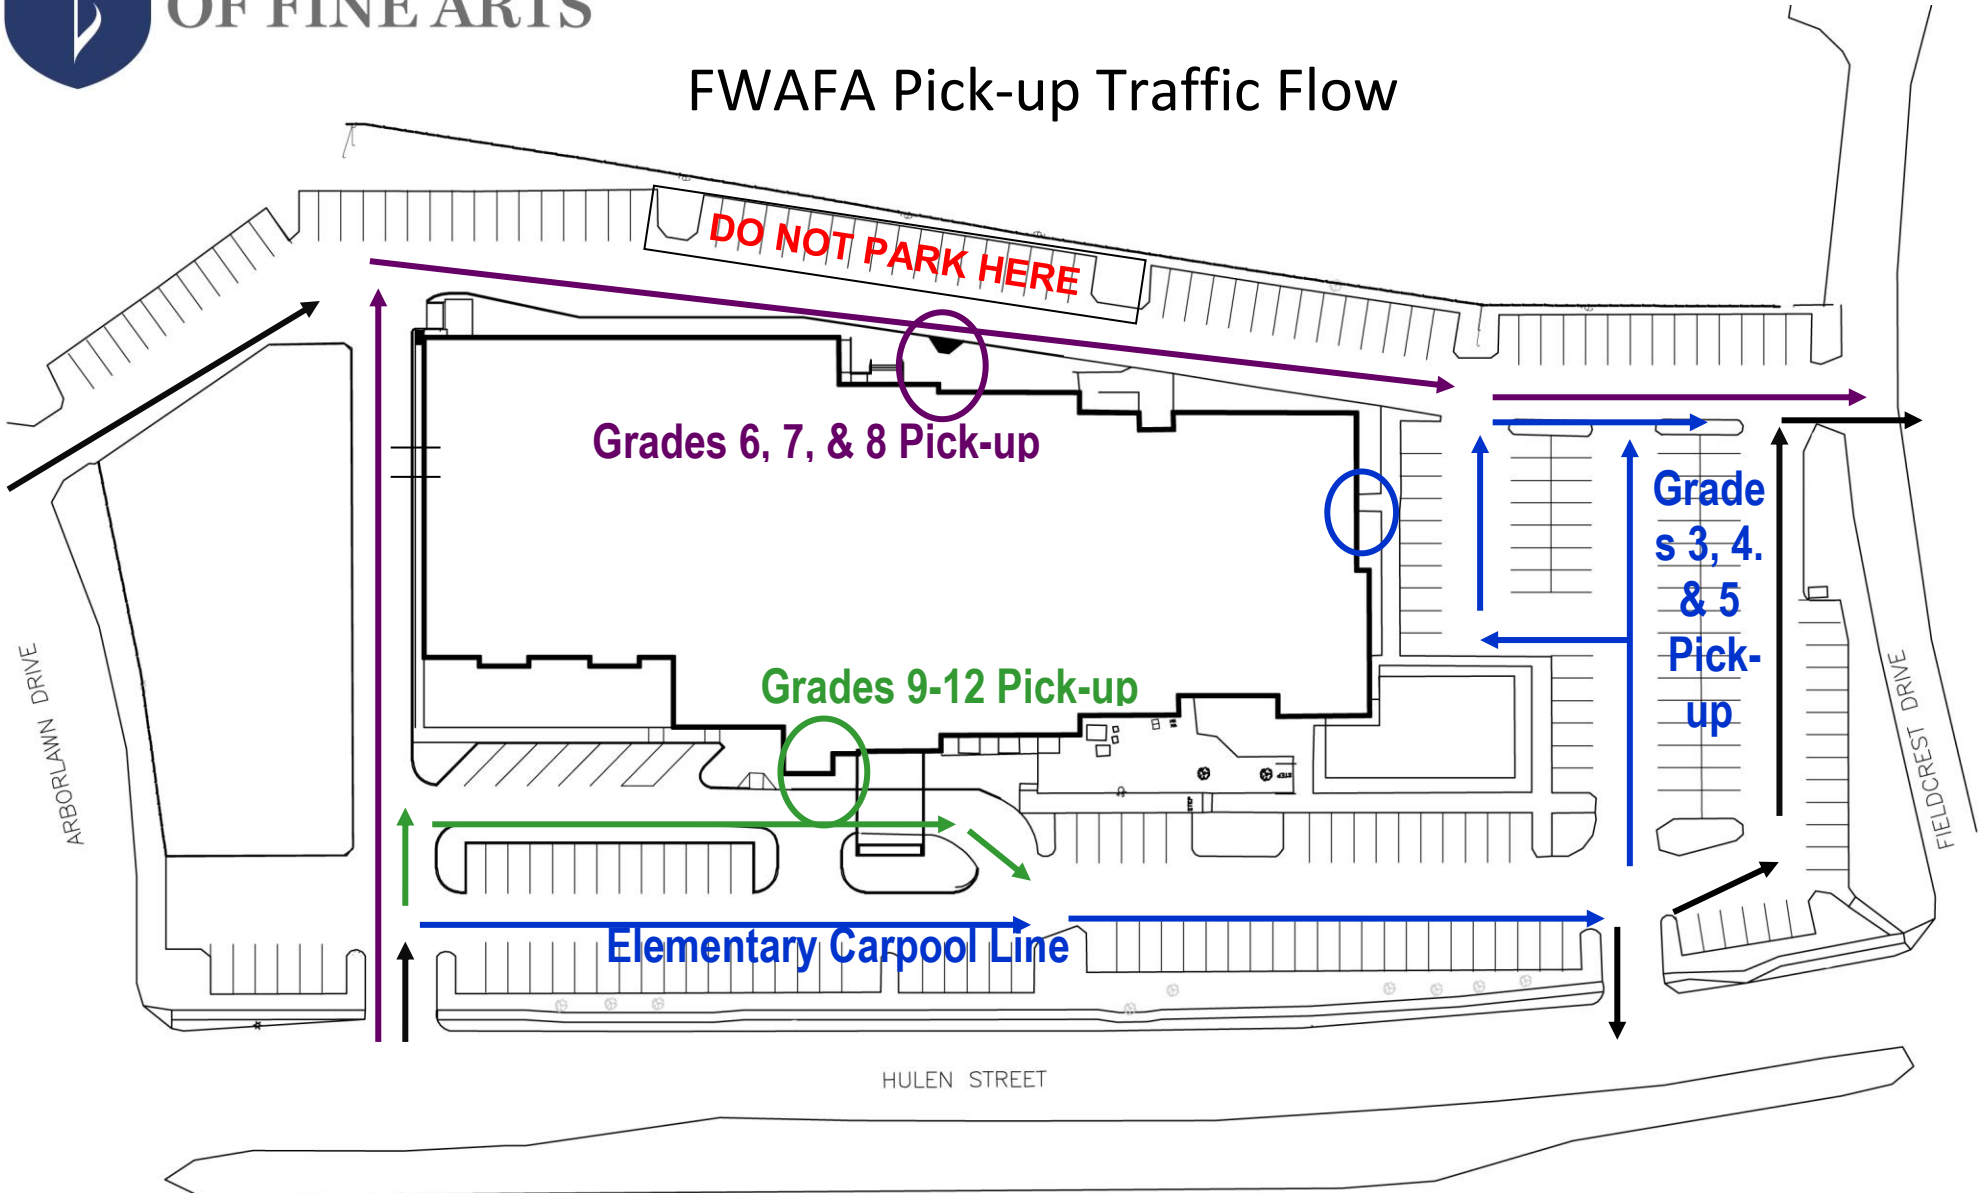 OF FINE ARTS
FWAFA Pick-up Traffic Flow
DO NOT PARK HERE
Grades 6, 7, & 8 Pick-up
Grade
s 3, 4.
& 5
Pick-
up
Grades 9-12 Pick-up
Elementary Carpool Line
ARBORLAWN DRIVE
FIELDCREST DRIVE
STEP
HULEN STREET